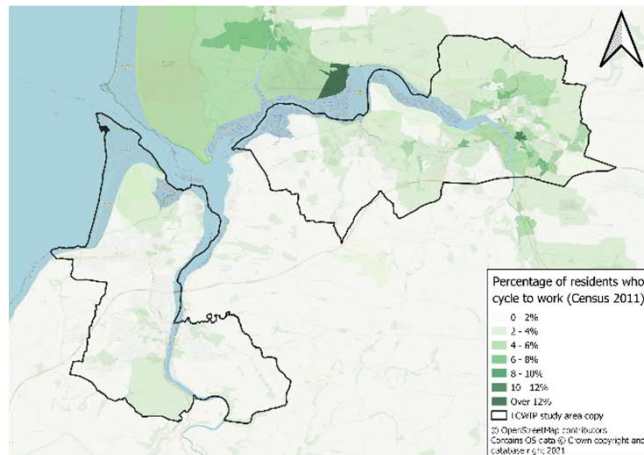 Percentage of residents who
cycle to work (Census 2011)
0 - 2%
2 - 4%
4 - 6%
6 - 8%
8 - 10%
10 - 12%
Over 12%
LCWIP study area copy
© OpenStreetMap contributors
Contains OS data © Crown copyright and
database right 2021